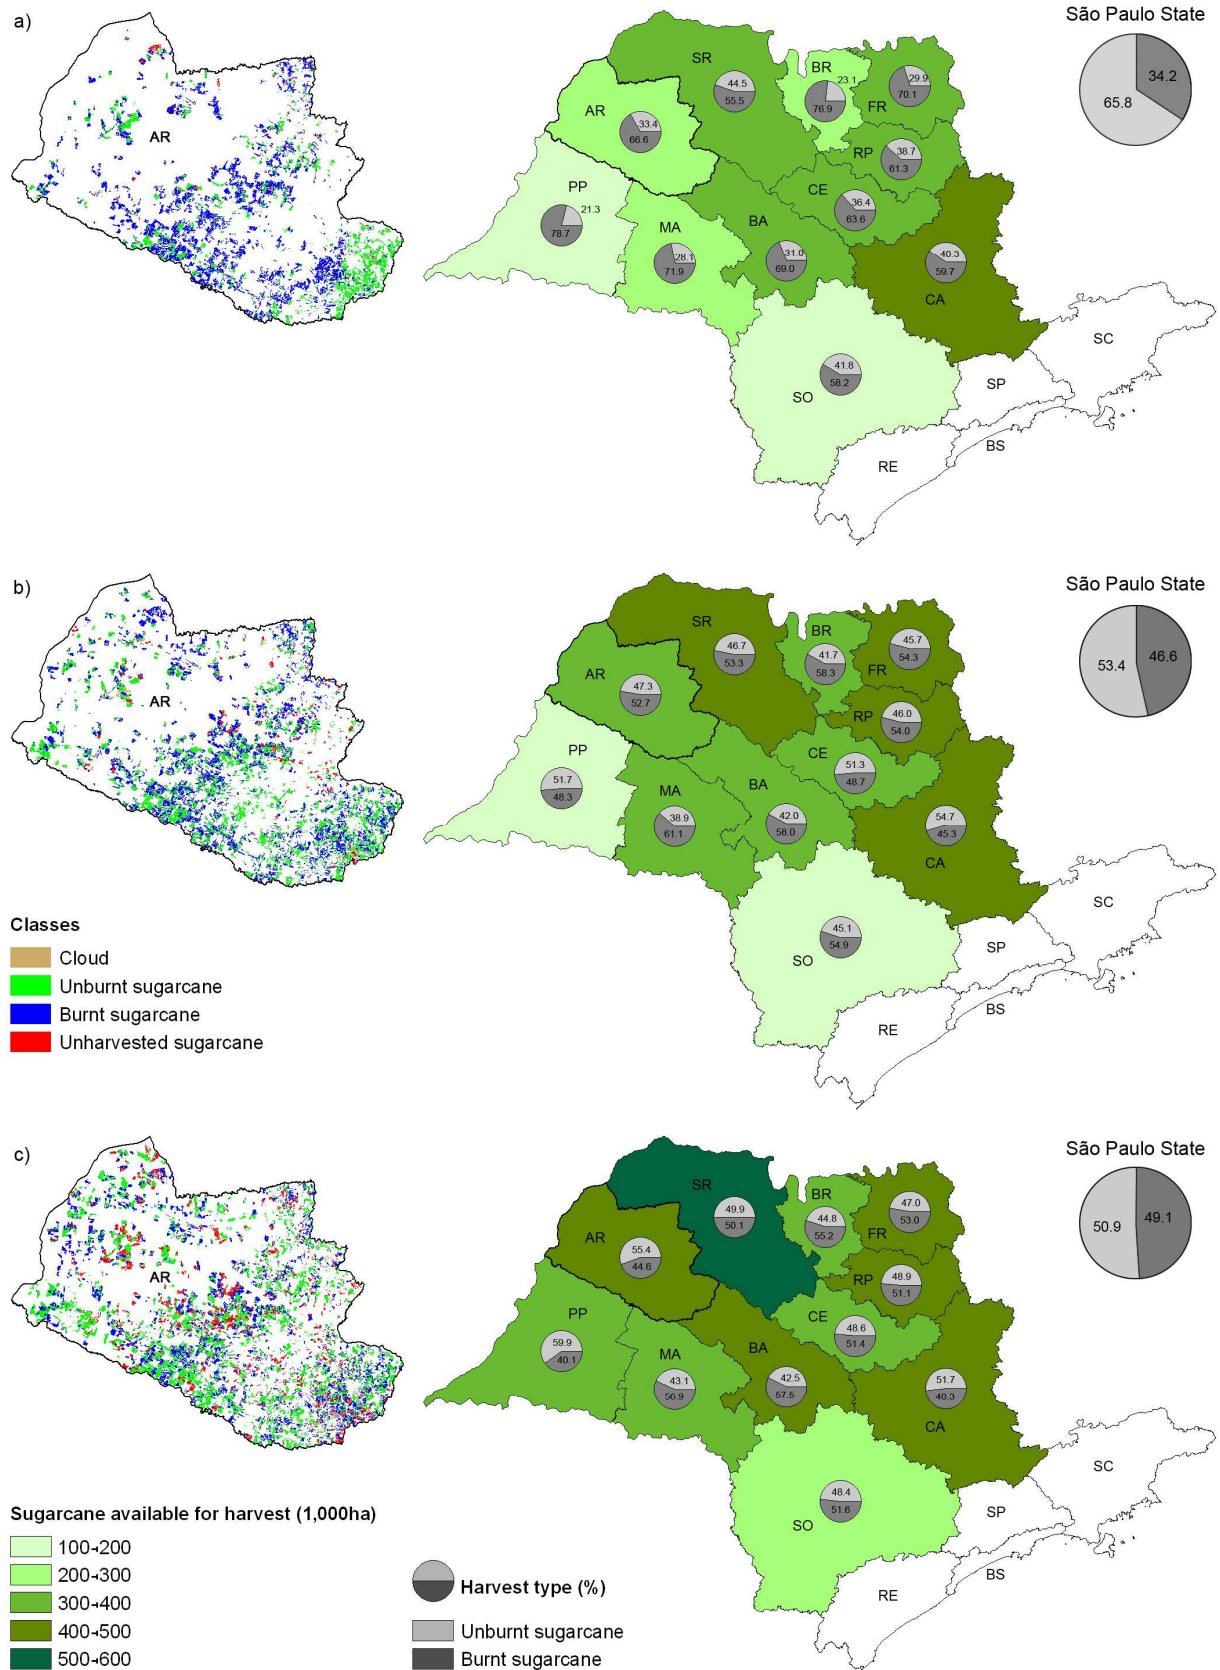 a)
São Paulo State
34.2
65.8
AR
SR
44.5
55.5
BR
23.1
76.9
29.9
70.1
FR
AR
33.4
66.6
RP
38.7
61.3
PP
21.3
78.7
CE
36.4
63.6
MA
28.1
71.9
BA
31.0
69.0
40.3
59.7
CA
SC
41.8
58.2
SO
SP
RE
BS
b)
São Paulo State
46.6
53.4
AR
SR
46.7
53.3
BR
41.7
58.3
45.7
54.3
FR
AR
47.3
52.7
RP
46.0
54.0
PP
51.7
48.3
CE
51.3
48.7
MA
38.9
61.1
BA
42.0
58.0
54.7
45.3
CA
SC
45.1
54.9
SO
SP
RE
BS
Classes
Cloud
Unburnt sugarcane
Burnt sugarcane
Unharvested sugarcane
c)
São Paulo State
49.1
50.9
AR
SR
49.9
50.1
BR
44.8
55.2
47.0
53.0
FR
AR
55.4
44.6
RP
48.9
51.1
PP
59.9
40.1
CE
48.6
51.4
MA
43.1
56.9
BA
42.5
57.5
51.7
48.3
CA
SC
48.4
51.6
SO
SP
RE
BS
Sugarcane available for harvest (1,000ha)
100→200
200→300
300→400
400→500
500→600
Harvest type (%)
Unburnt sugarcane
Burnt sugarcane